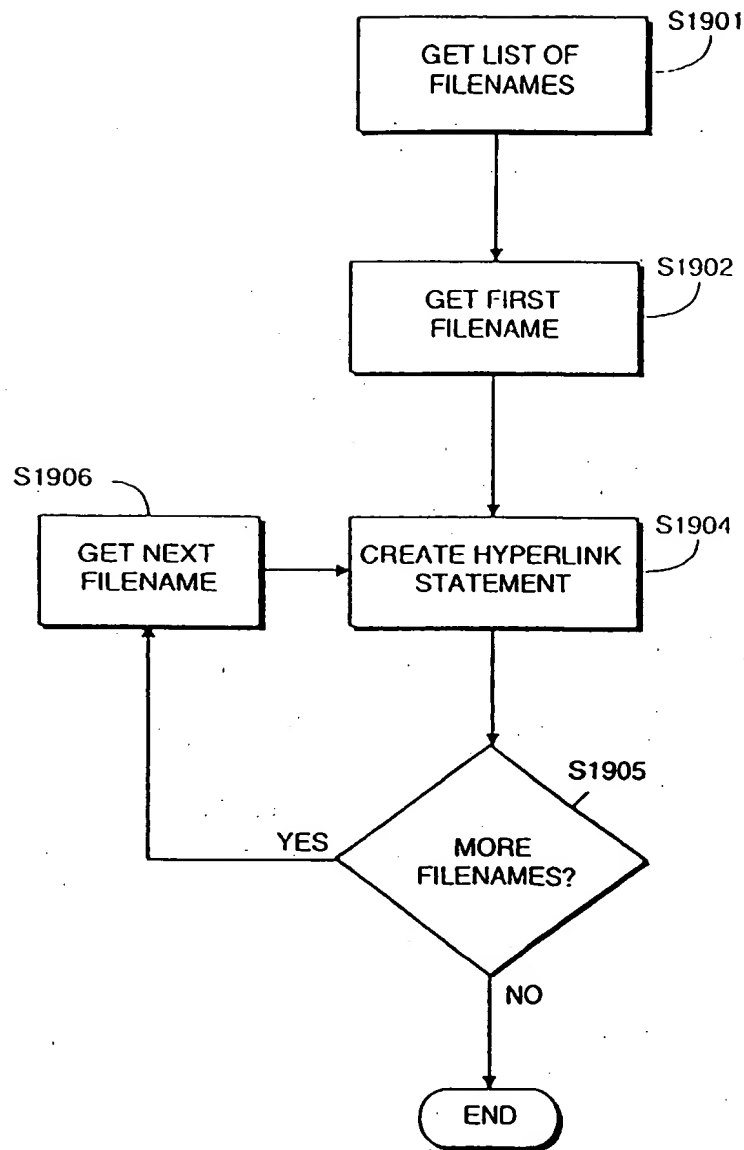 S1901
GET LIST OF
FILENAMES
S1902
GET FIRST
FILENAME
S1906
GET NEXT
FILENAME
S1904
CREATE HYPERLINK
STATEMENT
S1905
YES
MORE
FILENAMES?
NO
END